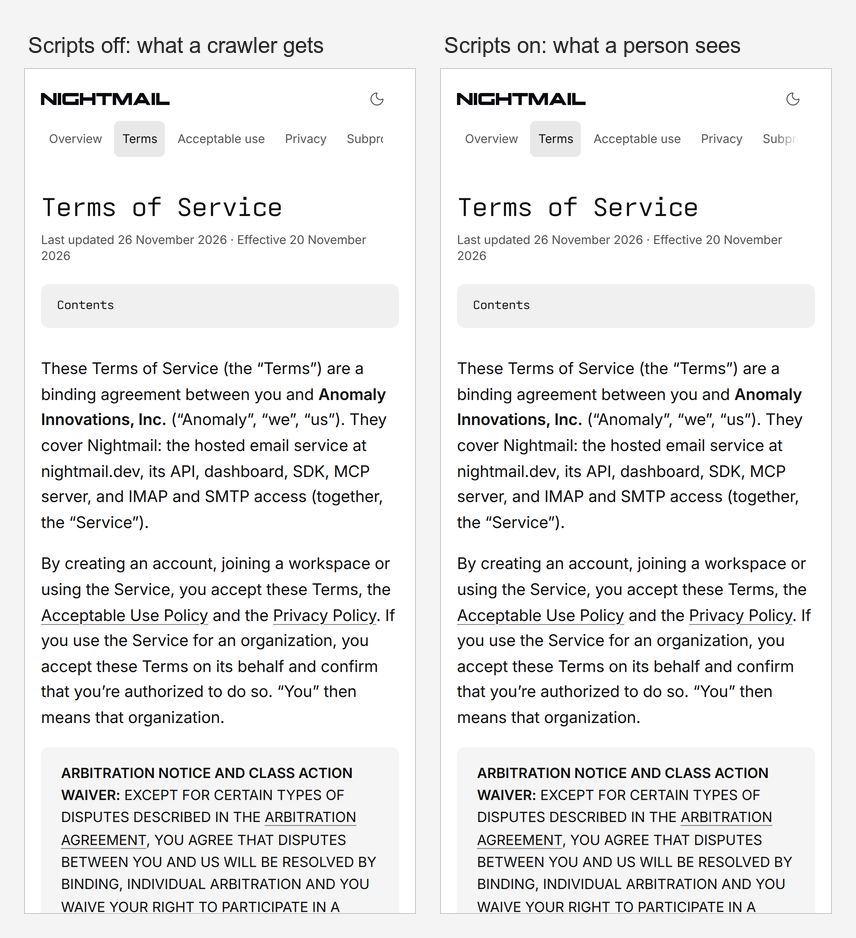 Scripts off: what a crawler gets
NIGHTMAIL
Overview Terms Acceptable use Privacy Subpro
Terms of Service
Last updated 26 November 2026 · Effective 20 November
2026
Contents
These Terms of Service (the “Terms”) are a
binding agreement between you and Anomaly
Innovations, Inc. (“Anomaly”, “we”, “us”). They
cover Nightmail: the hosted email service at
nightmail.dev, its API, dashboard, SDK, MCP
server, and IMAP and SMTP access (together,
the “Service”).
By creating an account, joining a workspace or
using the Service, you accept these Terms, the
Acceptable Use Policy and the Privacy Policy. If
you use the Service for an organization, you
accept these Terms on its behalf and confirm
that you’re authorized to do so. “You” then
means that organization.
ARBITRATION NOTICE AND CLASS ACTION
WAIVER: EXCEPT FOR CERTAIN TYPES OF
DISPUTES DESCRIBED IN THE ARBITRATION
AGREEMENT, YOU AGREE THAT DISPUTES
BETWEEN YOU AND US WILL BE RESOLVED BY
BINDING, INDIVIDUAL ARBITRATION AND YOU
WAIVE YOUR RIGHT TO PARTICIPATE IN A
Scripts on: what a person sees
NIGHTMAIL
Overview Terms Acceptable use Privacy Subpr
Terms of Service
Last updated 26 November 2026 · Effective 20 November
2026
Contents
These Terms of Service (the “Terms”) are a
binding agreement between you and Anomaly
Innovations, Inc. (“Anomaly”, “we”, “us”). They
cover Nightmail: the hosted email service at
nightmail.dev, its API, dashboard, SDK, MCP
server, and IMAP and SMTP access (together,
the “Service”).
By creating an account, joining a workspace or
using the Service, you accept these Terms, the
Acceptable Use Policy and the Privacy Policy. If
you use the Service for an organization, you
accept these Terms on its behalf and confirm
that you’re authorized to do so. “You” then
means that organization.
ARBITRATION NOTICE AND CLASS ACTION
WAIVER: EXCEPT FOR CERTAIN TYPES OF
DISPUTES DESCRIBED IN THE ARBITRATION
AGREEMENT, YOU AGREE THAT DISPUTES
BETWEEN YOU AND US WILL BE RESOLVED BY
BINDING, INDIVIDUAL ARBITRATION AND YOU
WAIVE YOUR RIGHT TO PARTICIPATE IN A